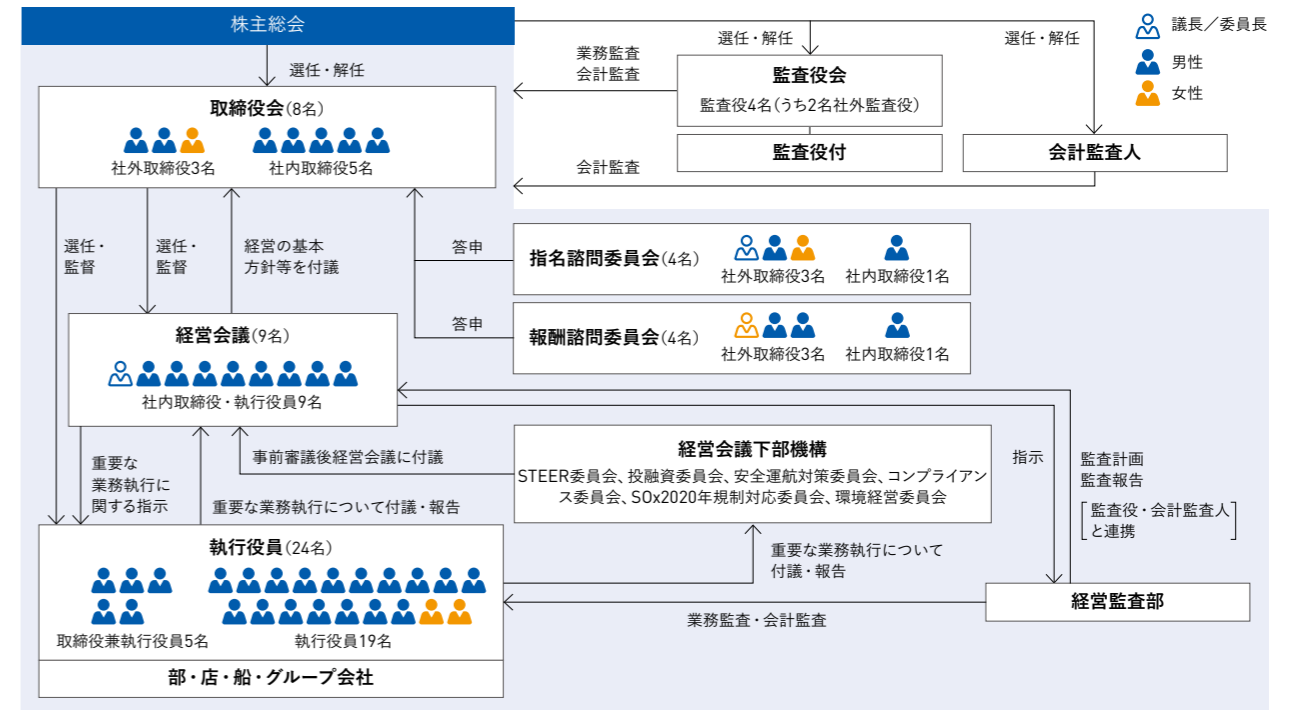 株主総会
選任・解任
業務監査
会計監査
選任・解任
選任・解任
議長／委員長
男性
女性
取締役会(8名)
社外取締役3名
社内取締役5名
監査役会
監査役4名(うち2名社外監査役)
監査役付
会計監査人
会計監査
選任・
監督
選任・
監督
経営の基本
方針等を付議
答申
指名諮問委員会(4名)
社外取締役3名
社内取締役1名
答申
報酬諮問委員会(4名)
社外取締役3名
社内取締役1名
経営会議(9名)
社内取締役・執行役員9名
重要な
業務執行に
関する指示
事前審議後経営会議に付議
重要な業務執行について付議・報告
経営会議下部機構
STEER委員会、投融資委員会、安全運航対策委員会、コンプライアン
ス委員会、SOx2020年規制対応委員会、環境経営委員会
指示
監査計画
監査報告
[監査役・会計監査人
と連携]
執行役員(24名)
取締役兼執行役員5名
執行役員19名
重要な業務執行について
付議・報告
業務監査・会計監査
経営監査部
部・店・船・グループ会社